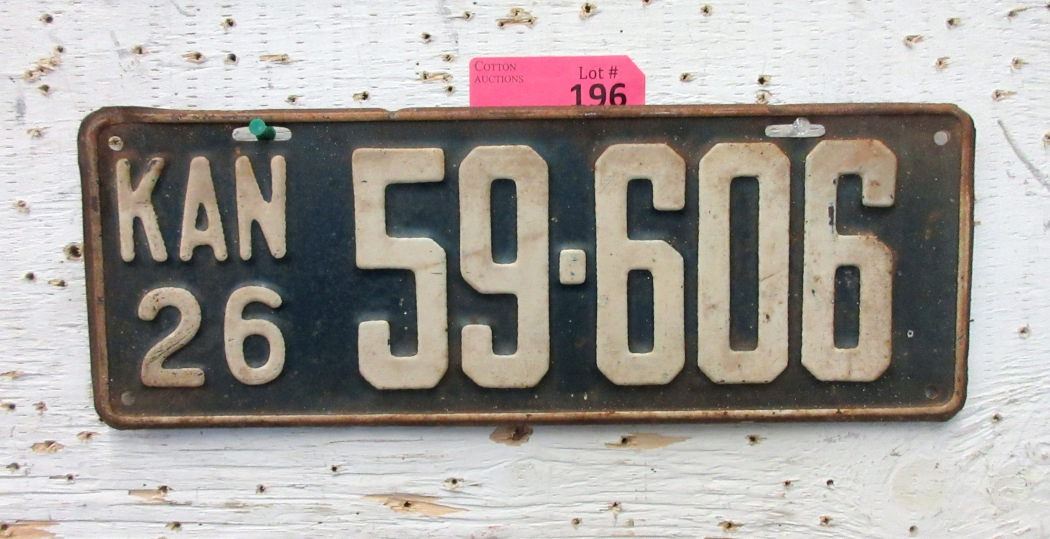 COTTON
AUCTIONS
Lot #
196
KAN
26
59·606